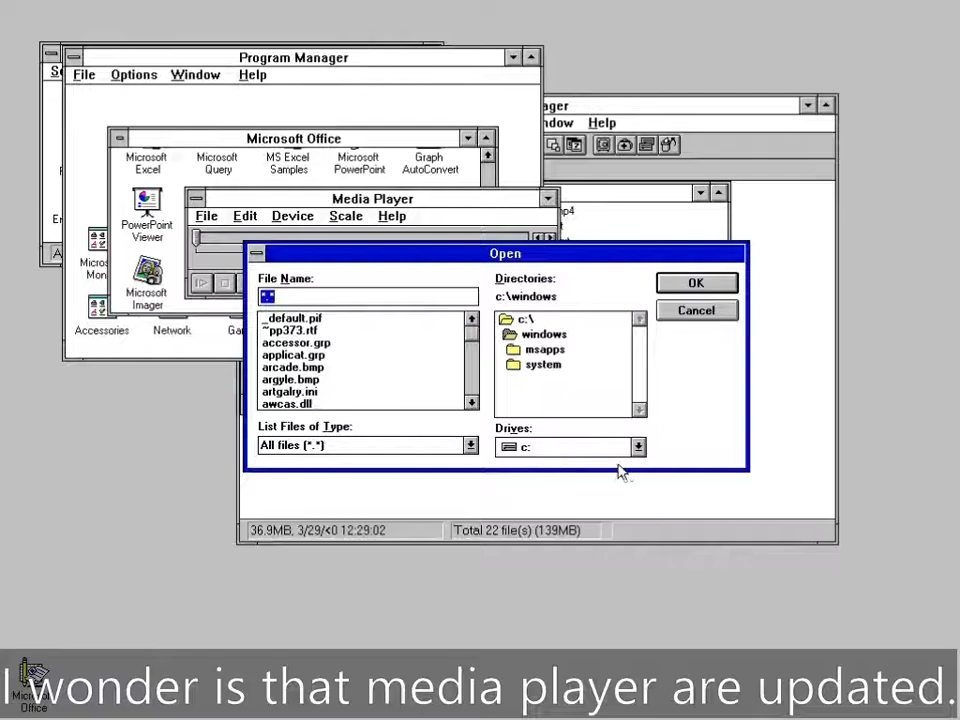 Program Manager
File Options Window Help
Microsoft Office
Microsoft Excel
Microsoft Query
MS Excel Samples
Microsoft PowerPoint
Graph AutoConvert
PowerPoint Viewer
Microsoft Imager
Accessories
Network
Media Player
File Edit Device Scale Help
Help
Open
File Name:
*.*
_default.pif
~pp373.rtf
accessor.grp
applicat.grp
arcade.bmp
argyle.bmp
artgalry.ini
awcas.dll
List Files of Type:
All files (*.*)
Directories:
c:\windows
c:\
windows
msapps
system
Drives:
c:
OK
Cancel
36.9MB, 3/29/<0 12:29:02
Total 22 file(s) (139MB)
Microsoft Office
I wonder is that media player are updated.